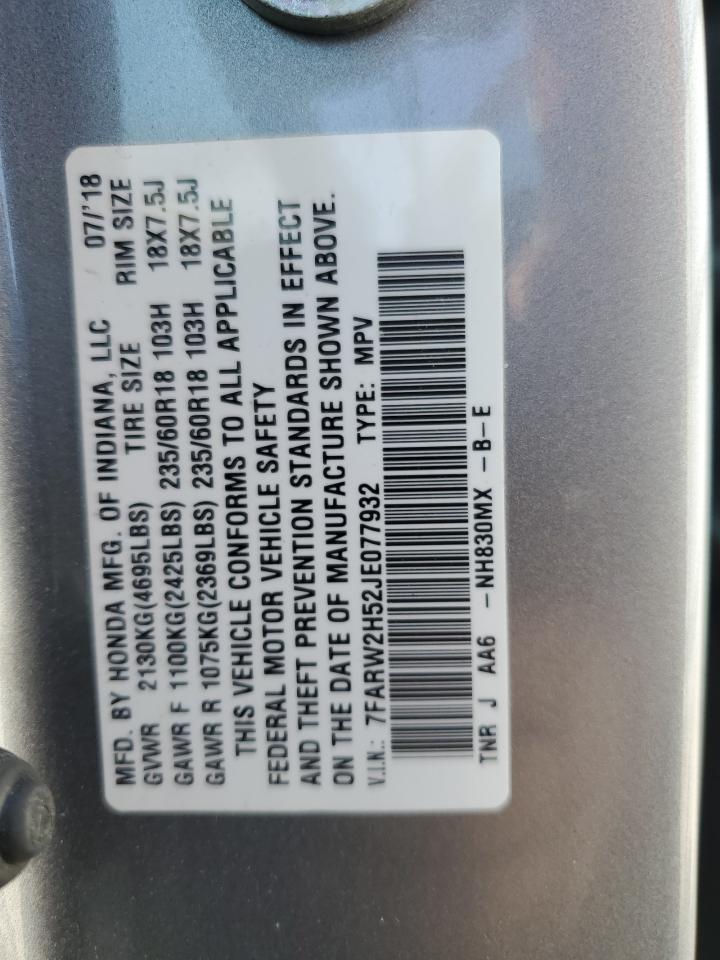 MFD. BY HONDA MFG. OF INDIANA, LLC 07/'18
GVWR 2130KG(4695LBS) TIRE SIZE RIM SIZE
GAWR F 1100KG(2425LBS) 235/60R18 103H 18X7.5J
GAWR R 1075KG(2369LBS) 235/60R18 103H 18X7.5J
THIS VEHICLE CONFORMS TO ALL APPLICABLE
FEDERAL MOTOR VEHICLE SAFETY
AND THEFT PREVENTION STANDARDS IN EFFECT
ON THE DATE OF MANUFACTURE SHOWN ABOVE.
V.I.N.: 7FARW2H52JE077932 TYPE: MPV
TNR J AA6 -NH830MX -B-E